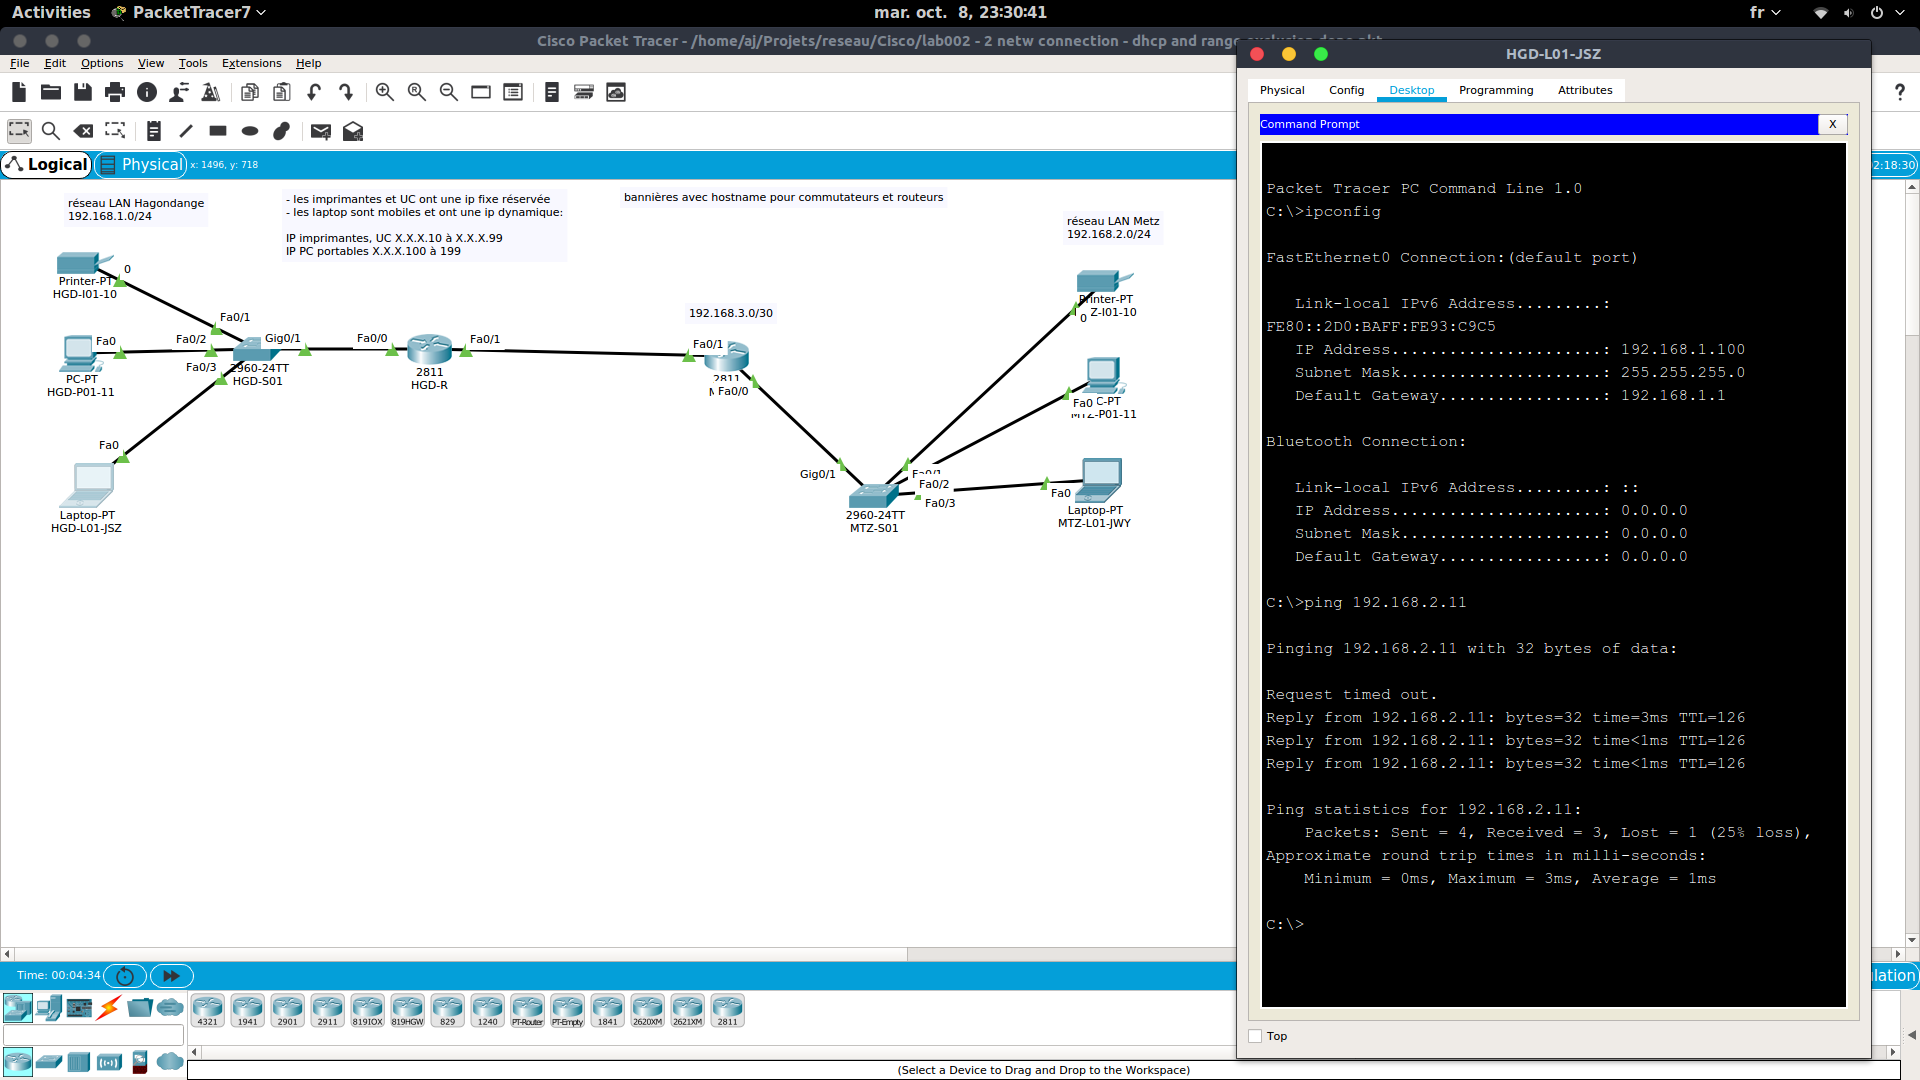 Activities
PacketTracer7
mar. oct. 8, 23:30:41
fr
Cisco Packet Tracer - /home/aj/Projets/reseau/Cisco/lab002 - 2 netw connection - dhcp and range
File Edit Options View Tools Extensions Help
Logical
Physical
x: 1496, y: 718
2:18:30
réseau LAN Hagondange
192.168.1.0/24
- les imprimantes et UC ont une ip fixe réservée
- les laptop sont mobiles et ont une ip dynamique:
IP imprimantes, UC X.X.X.10 à X.X.X.99
IP PC portables X.X.X.100 à 199
bannières avec hostname pour commutateurs et routeurs
réseau LAN Metz
192.168.2.0/24
192.168.3.0/30
0
Printer-PT
HGD-I01-10
Fa0/1
Fa0
Fa0/2
Gig0/1
Fa0/0
Fa0/1
Fa0/3
PC-PT
HGD-P01-11
2960-24TT
HGD-S01
2811
HGD-R
Fa0
Laptop-PT
HGD-L01-JSZ
Fa0/1
2811
Fa0/0
Printer-PT
Z-I01-10
0
C-PT
Fa0
MTZ-P01-11
Gig0/1
Fa0/1
Fa0/2
Fa0/3
2960-24TT
MTZ-S01
Fa0
Laptop-PT
MTZ-L01-JWY
Time: 00:04:34
lation
4321 1941 2901 2911 819IOX 819HGW 829 1240 PT-Router PT-Empty 1841 2620XM 2621XM 2811
(Select a Device to Drag and Drop to the Workspace)
HGD-L01-JSZ
Physical Config Desktop Programming Attributes
?
Command Prompt
X
Packet Tracer PC Command Line 1.0
C:\>ipconfig
FastEthernet0 Connection:(default port)
Link-local IPv6 Address.........:
FE80::2D0:BAFF:FE93:C9C5
IP Address......................: 192.168.1.100
Subnet Mask.....................: 255.255.255.0
Default Gateway.................: 192.168.1.1
Bluetooth Connection:
Link-local IPv6 Address.........: ::
IP Address......................: 0.0.0.0
Subnet Mask.....................: 0.0.0.0
Default Gateway.................: 0.0.0.0
C:\>ping 192.168.2.11
Pinging 192.168.2.11 with 32 bytes of data:
Request timed out.
Reply from 192.168.2.11: bytes=32 time=3ms TTL=126
Reply from 192.168.2.11: bytes=32 time<1ms TTL=126
Reply from 192.168.2.11: bytes=32 time<1ms TTL=126
Ping statistics for 192.168.2.11:
Packets: Sent = 4, Received = 3, Lost = 1 (25% loss),
Approximate round trip times in milli-seconds:
Minimum = 0ms, Maximum = 3ms, Average = 1ms
C:\>
Top